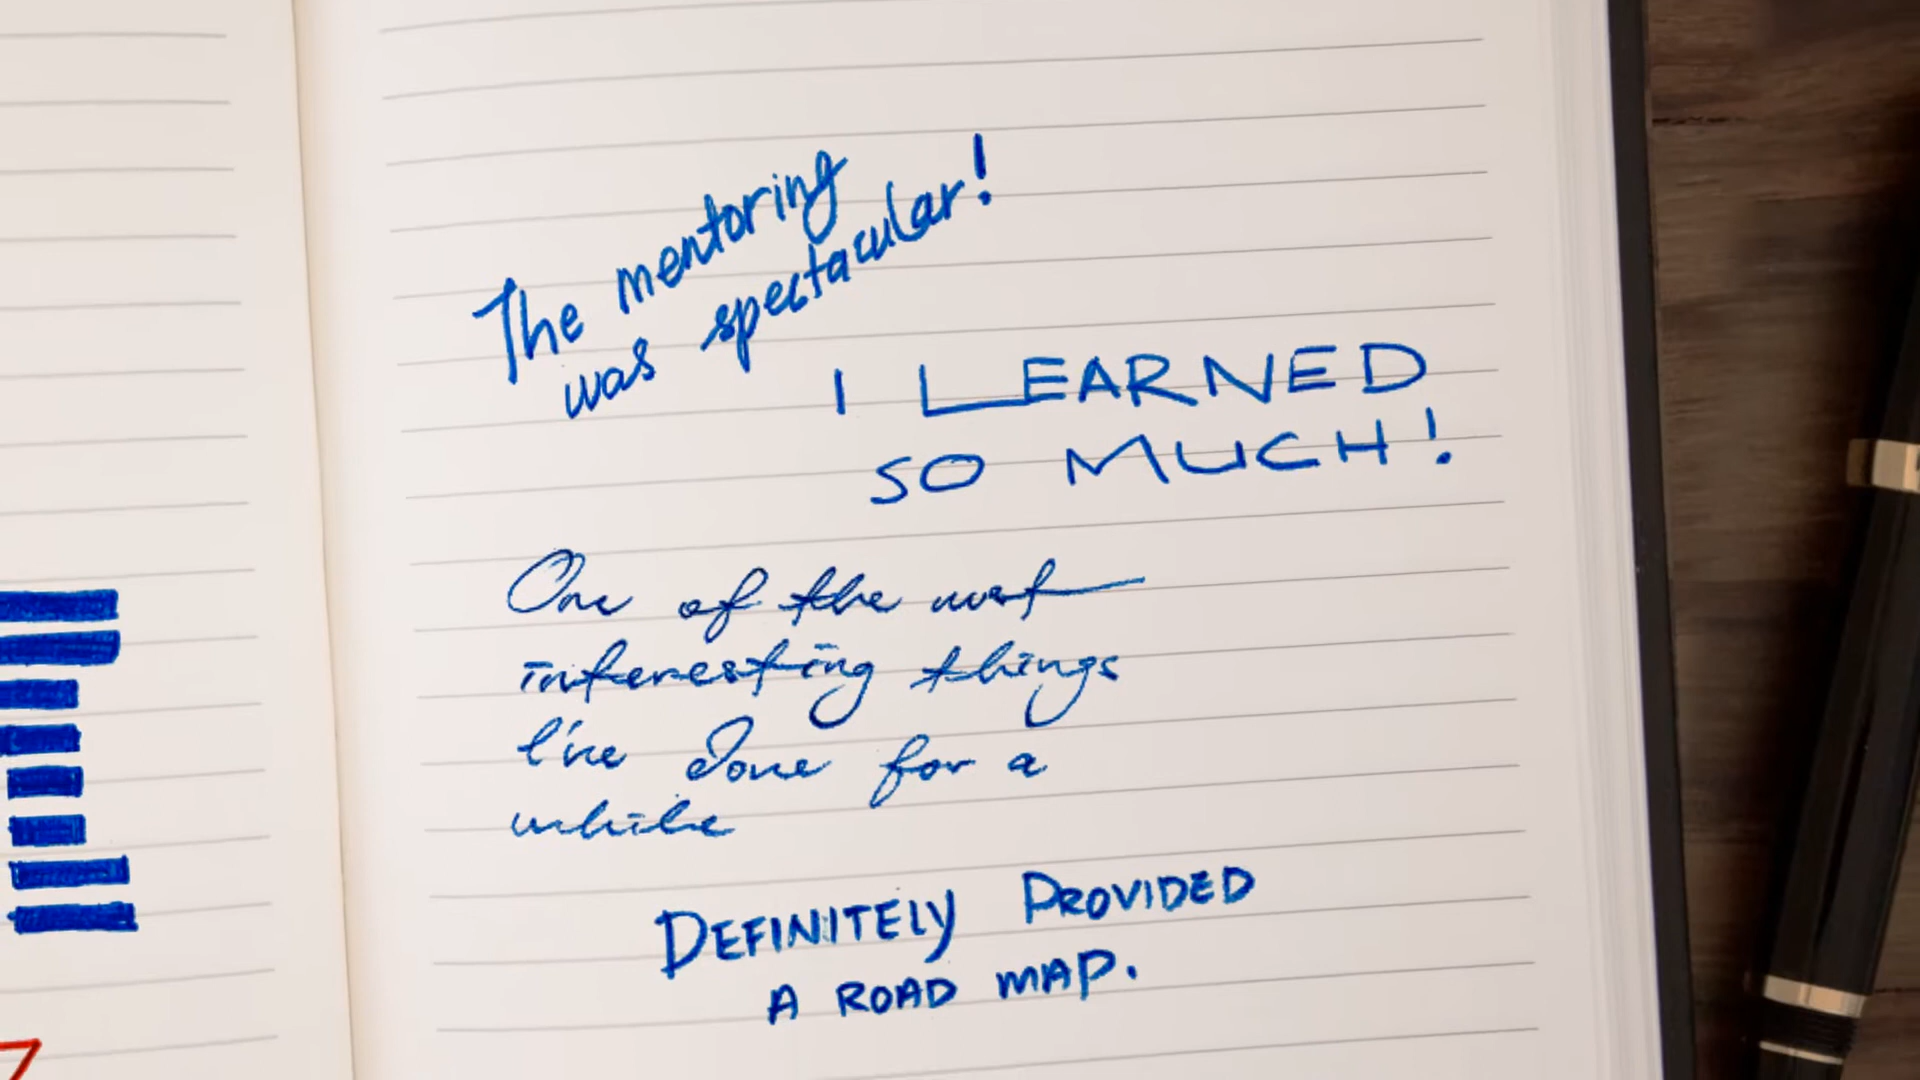 The mentoring
was spectacular!
I LEARNED
SO MUCH!
One of the most
interesting things
I've done for a
while
DEFINITELY PROVIDED
A ROAD MAP.